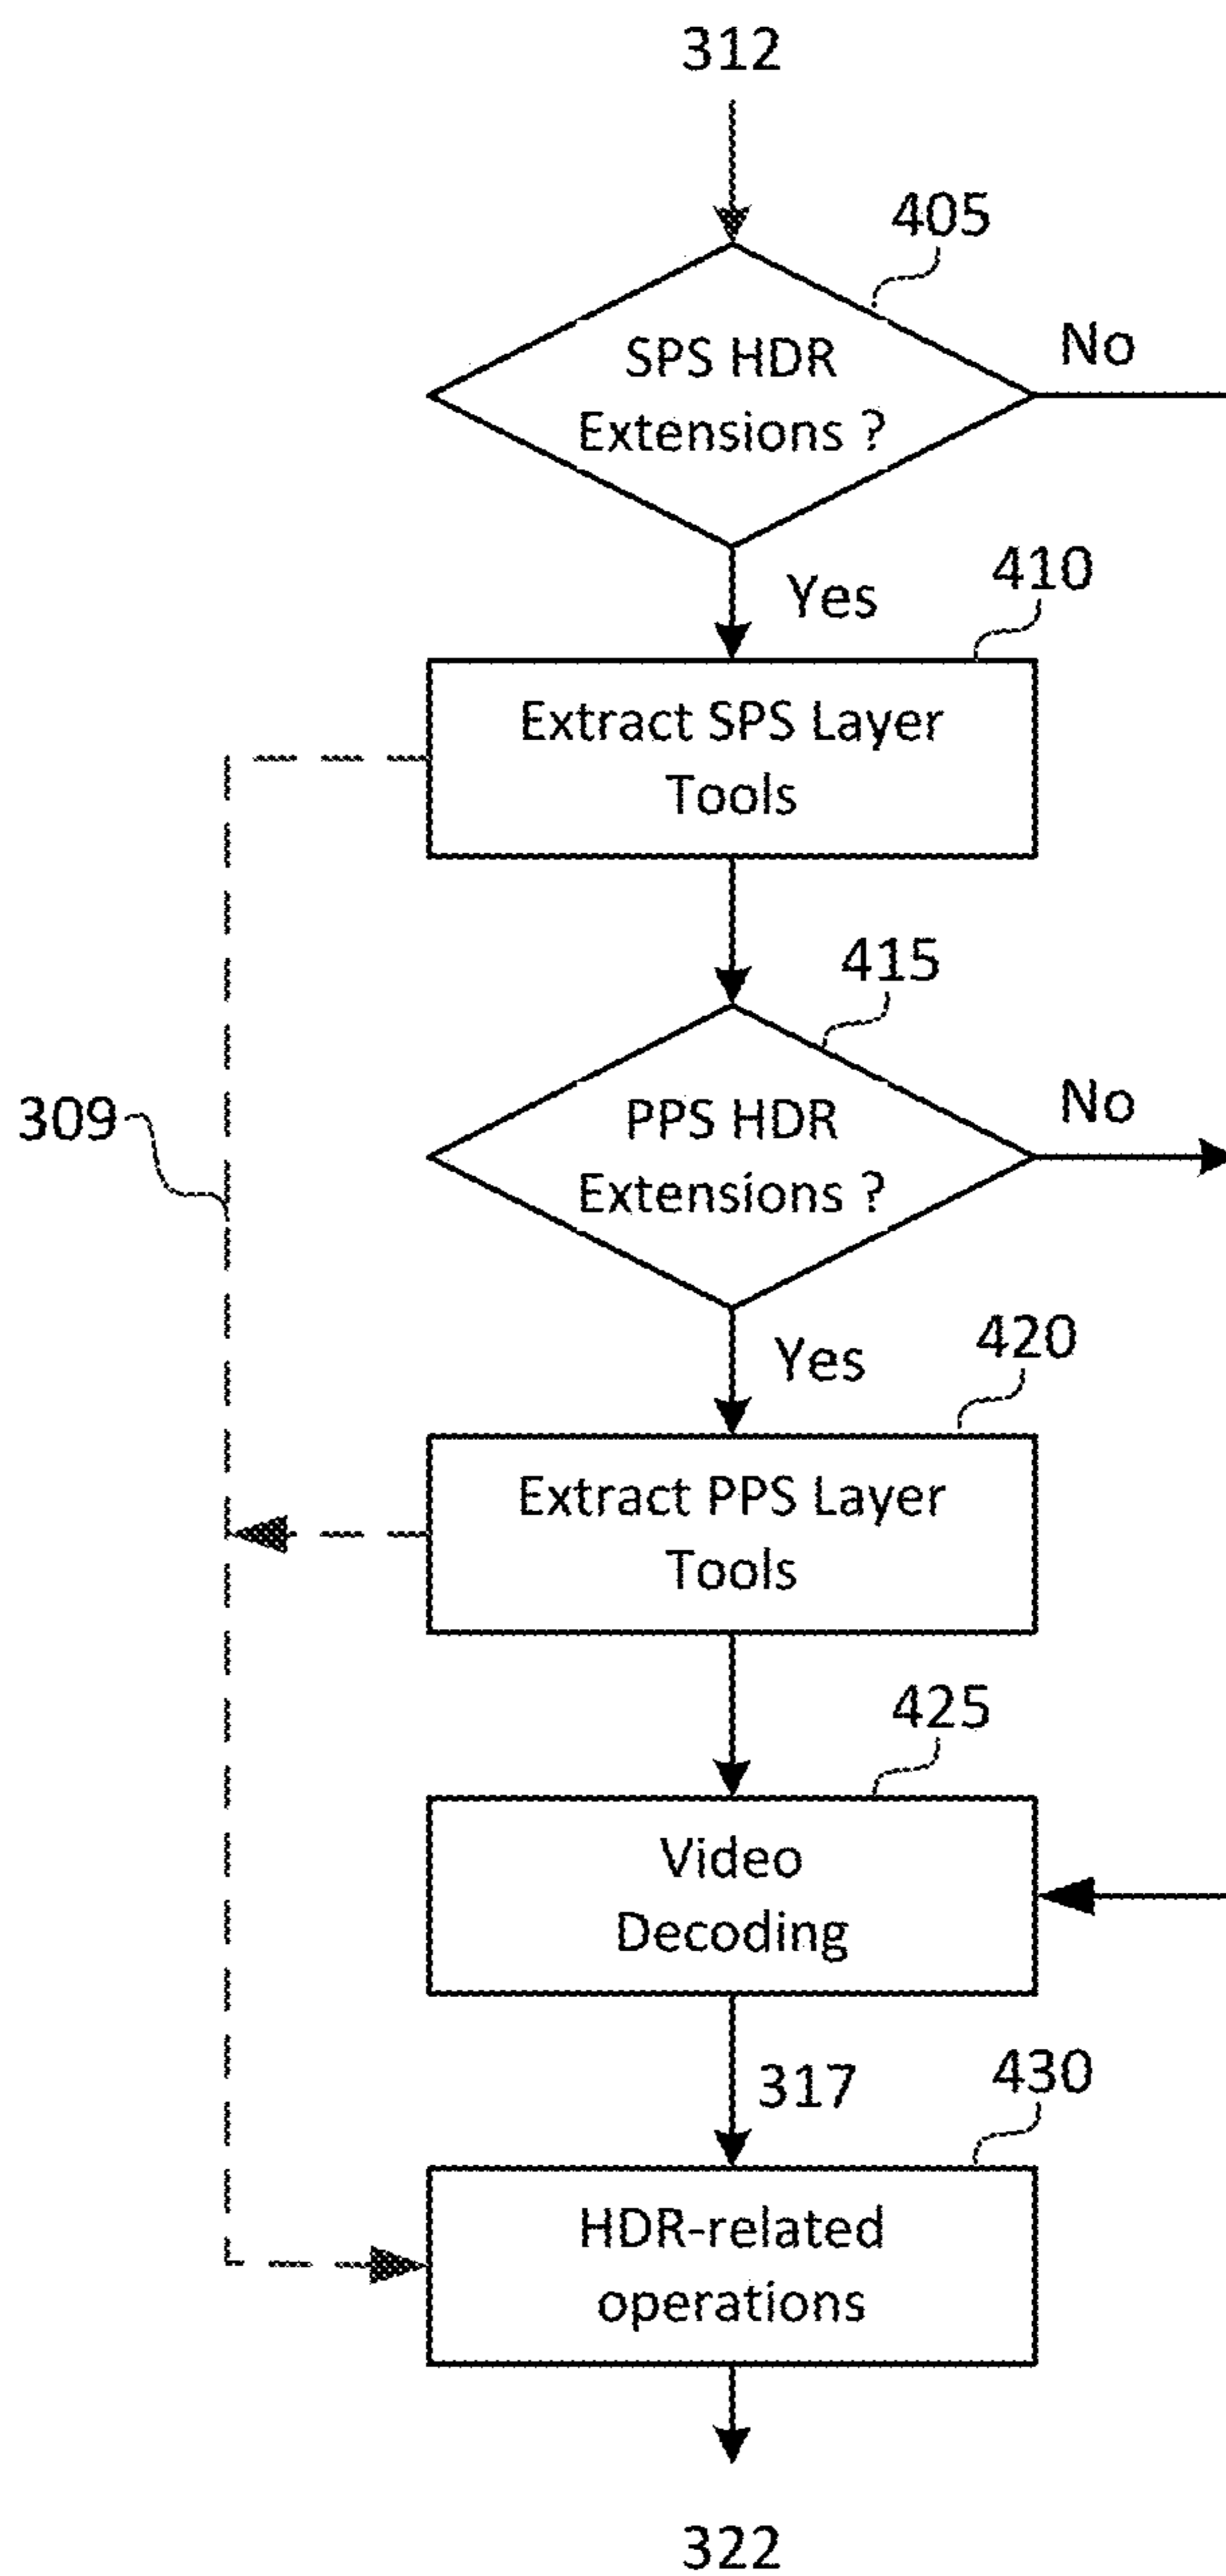 312
405
SPS HDR
Extensions ?
No
Yes
410
Extract SPS Layer
Tools
415
309
PPS HDR
Extensions ?
No
Yes
420
Extract PPS Layer
Tools
425
Video
Decoding
317
430
HDR-related
operations
322